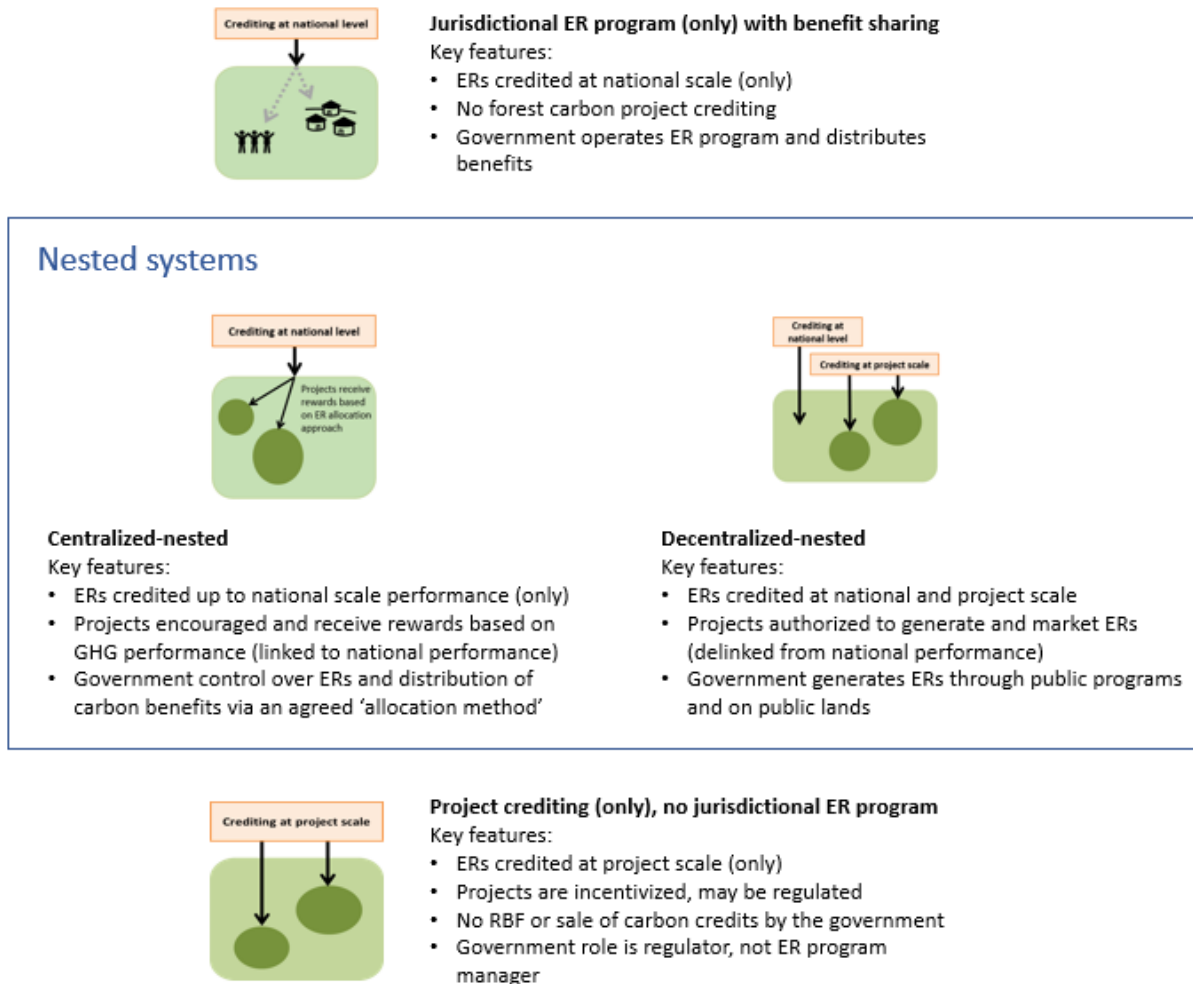 Crediting at national level
Jurisdictional ER program (only) with benefit sharing
Key features:
• ERs credited at national scale (only)
• No forest carbon project crediting
• Government operates ER program and distributes
benefits
Nested systems
Crediting at national level
Projects receive
rewards based
on ER allocation
approach
Centralized-nested
Key features:
• ERs credited up to national scale performance (only)
• Projects encouraged and receive rewards based on
GHG performance (linked to national performance)
• Government control over ERs and distribution of
carbon benefits via an agreed ‘allocation method’
Crediting at
national level
Crediting at project scale
Decentralized-nested
Key features:
• ERs credited at national and project scale
• Projects authorized to generate and market ERs
(delinked from national performance)
• Government generates ERs through public programs
and on public lands
Crediting at project scale
Project crediting (only), no jurisdictional ER program
Key features:
• ERs credited at project scale (only)
• Projects are incentivized, may be regulated
• No RBF or sale of carbon credits by the government
• Government role is regulator, not ER program
manager